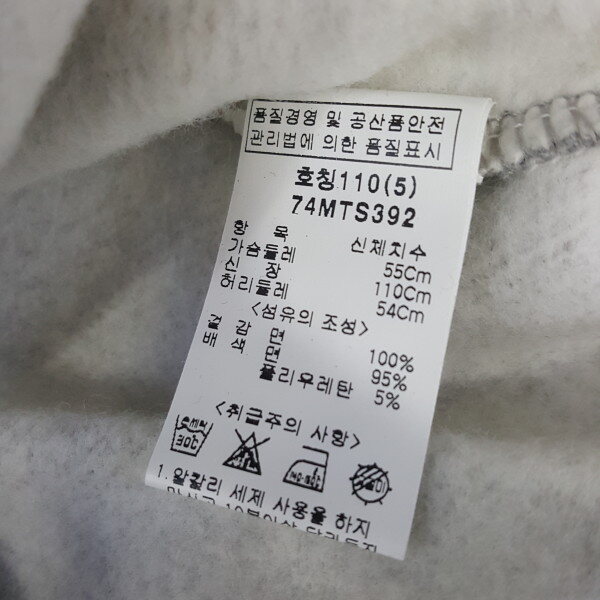 품질경영 및 공산품안전
관리법에 의한 품질표시
호칭110(5)
74MTS392
항 목 신체치수
가슴둘레 55Cm
신 장 110Cm
허리둘레 54Cm
<섬유의 조성>
겉 감 면 100%
배 색 면 95%
폴리우레탄 5%
<취급주의 사항>
30℃
1. 알칼리 세제 사용을 하지